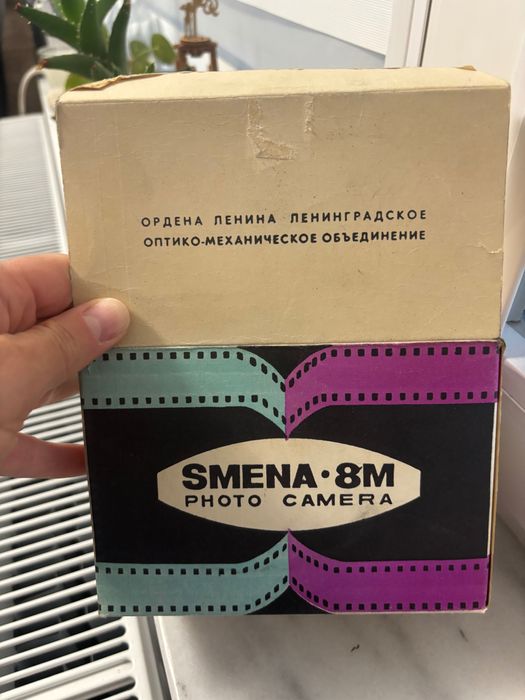 ОРДЕНА ЛЕНИНА ЛЕНИНГРАДСКОЕ
ОПТИКО-МЕХАНИЧЕСКОЕ ОБЪЕДИНЕНИЕ
SMENA·8M
PHOTO CAMERA